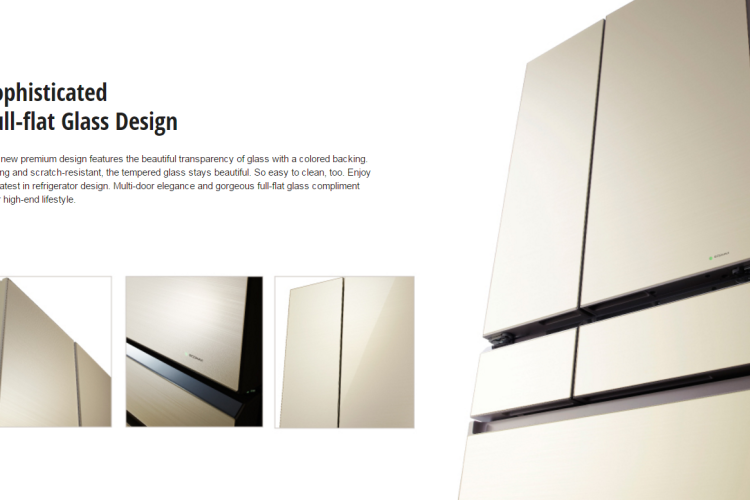 ophisticated
ull-flat Glass Design
new premium design features the beautiful transparency of glass with a colored backing.
ng and scratch-resistant, the tempered glass stays beautiful. So easy to clean, too. Enjoy
atest in refrigerator design. Multi-door elegance and gorgeous full-flat glass compliment
high-end lifestyle.